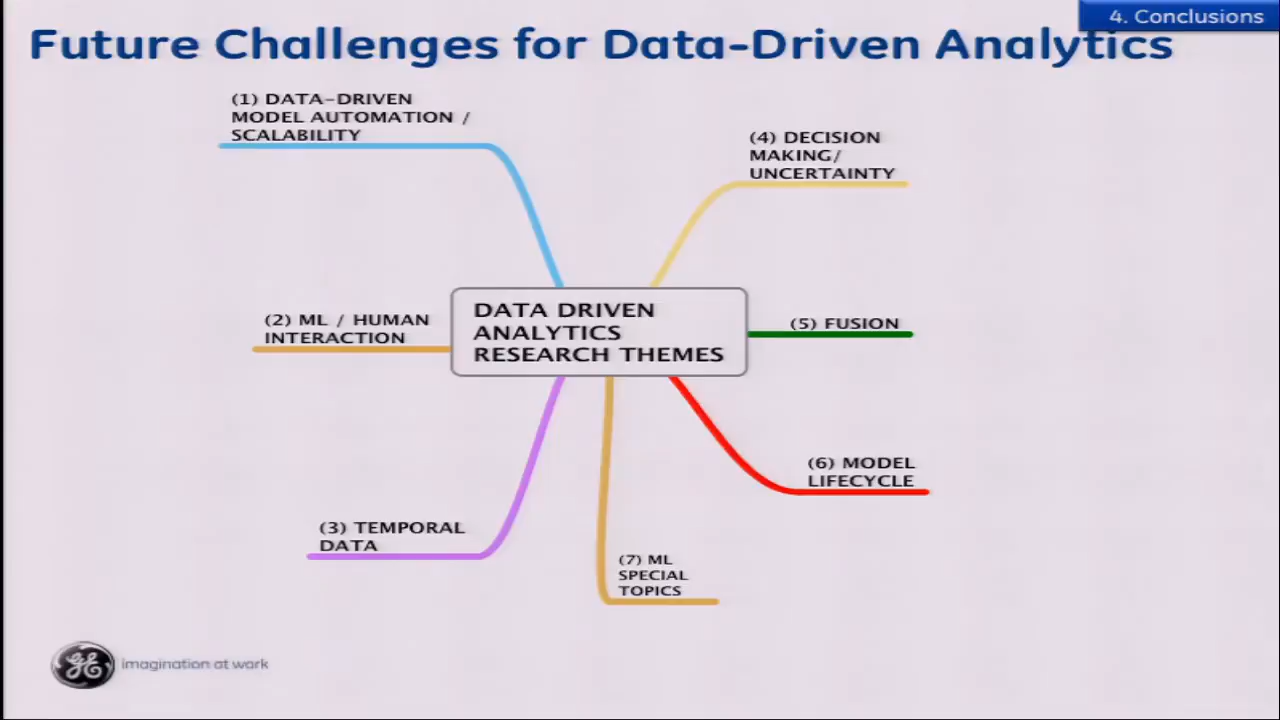 4. Conclusions
Future Challenges for Data-Driven Analytics
(1) DATA-DRIVEN
MODEL AUTOMATION /
SCALABILITY
(4) DECISION
MAKING/
UNCERTAINTY
(2) ML / HUMAN
INTERACTION
DATA DRIVEN
ANALYTICS
RESEARCH THEMES
(5) FUSION
(6) MODEL
LIFECYCLE
(3) TEMPORAL
DATA
(7) ML
SPECIAL
TOPICS
GE
imagination at work